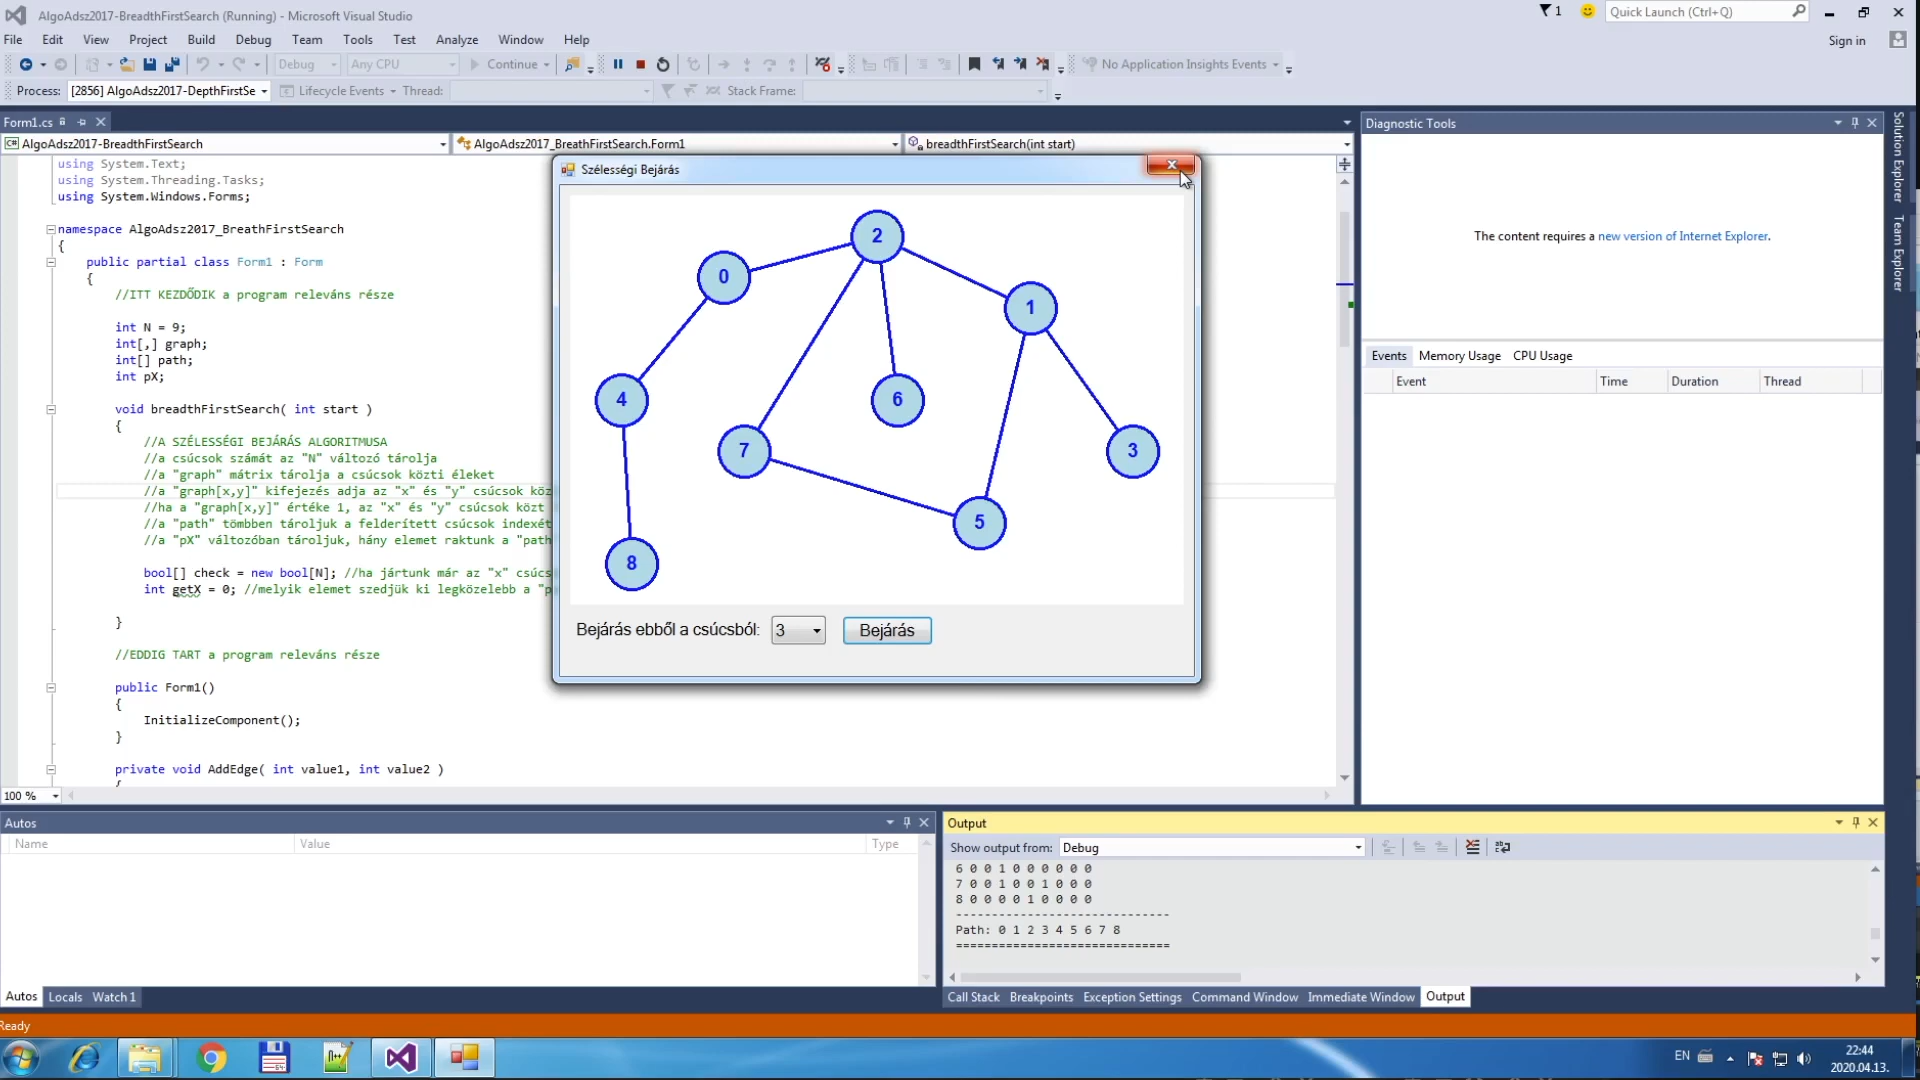 AlgoAdsz2017-BreadthFirstSearch (Running) - Microsoft Visual Studio
1
Quick Launch (Ctrl+Q)
File Edit View Project Build Debug Team Tools Test Analyze Window Help
Sign in
Debug Any CPU Continue No Application Insights Events
Process: [2856] AlgoAdsz2017-DepthFirstSe Lifecycle Events Thread: Stack Frame:
Form1.cs
AlgoAdsz2017-BreadthFirstSearch AlgoAdsz2017_BreathFirstSearch.Form1 breadthFirstSearch(int start)
using System.Text;
using System.Threading.Tasks;
using System.Windows.Forms;
namespace AlgoAdsz2017_BreathFirstSearch
{
public partial class Form1 : Form
{
//ITT KEZDŐDIK a program releváns része
int N = 9;
int[,] graph;
int[] path;
int pX;
void breadthFirstSearch( int start )
{
//A SZÉLESSÉGI BEJÁRÁS ALGORITMUSA
//a csúcsok számát az "N" változó tárolja
//a "graph" mátrix tárolja a csúcsok közti éleket
//a "graph[x,y]" kifejezés adja az "x" és "y" csúcsok köz
//ha a "graph[x,y]" értéke 1, az "x" és "y" csúcsok közt
//a "path" tömbben tároljuk a felderített csúcsok indexét
//a "pX" változóban tároljuk, hány elemet raktunk a "path
bool[] check = new bool[N]; //ha jártunk már az "x" csúcs
int getX = 0; //melyik elemet szedjük ki legközelebb a "p
}
//EDDIG TART a program releváns része
public Form1()
{
InitializeComponent();
}
private void AddEdge( int value1, int value2 )
{
100 %
Szélességi Bejárás
2
0
1
4
6
7
3
5
8
Bejárás ebből a csúcsból: 3 Bejárás
Diagnostic Tools
The content requires a new version of Internet Explorer.
Events Memory Usage CPU Usage
Event Time Duration Thread
Solution Explorer
Team Explorer
Autos
Name Value Type
Autos Locals Watch 1
Output
Show output from: Debug
6 0 0 1 0 0 0 0 0 0
7 0 0 1 0 0 1 0 0 0
8 0 0 0 0 1 0 0 0 0
------------------------------
Path: 0 1 2 3 4 5 6 7 8
==============================
Call Stack Breakpoints Exception Settings Command Window Immediate Window Output
Ready
EN
22:44
2020.04.13.